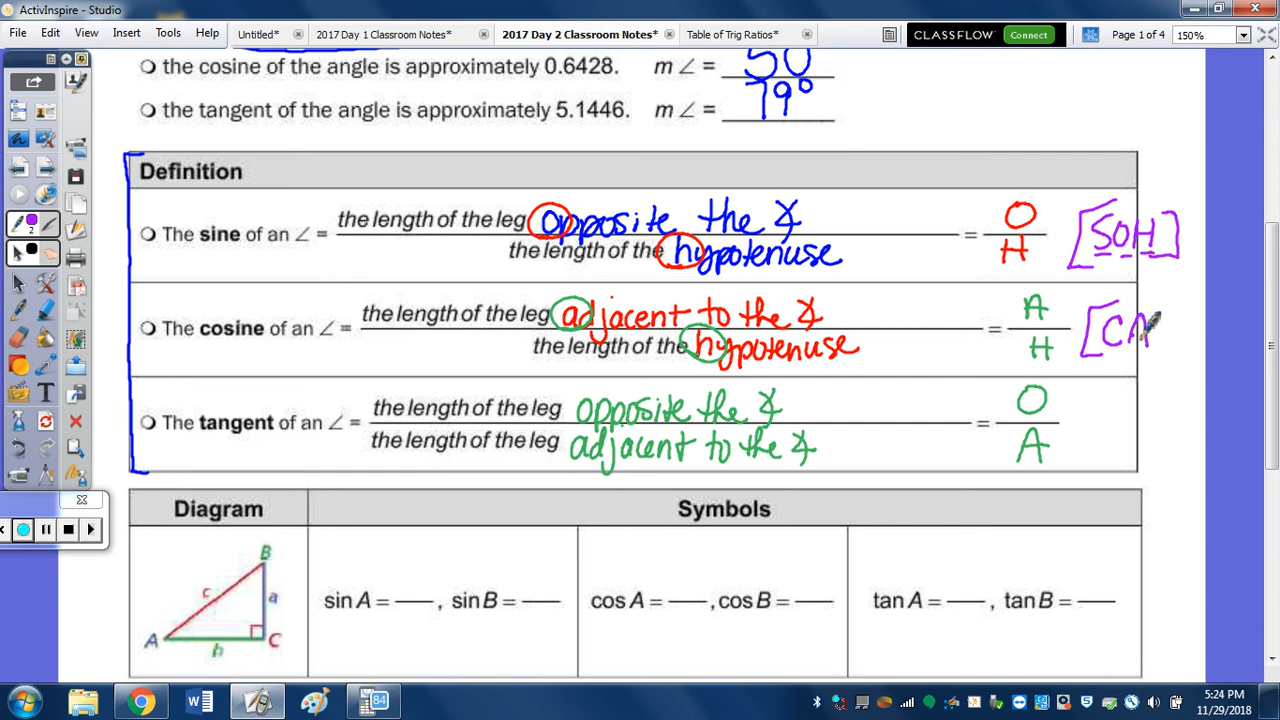 ActivInspire - Studio
File Edit View Insert Tools Help Untitled* 2017 Day 1 Classroom Notes* 2017 Day 2 Classroom Notes* Table of Trig Ratios* CLASSFLOW Connect Page 1 of 4 150%
the cosine of the angle is approximately 0.6428. m ∠ = 50
the tangent of the angle is approximately 5.1446. m ∠ = 79°
Definition
The sine of an ∠ = the length of the leg opposite the ∡ = O [SOH]
the length of the hypotenuse H
The cosine of an ∠ = the length of the leg adjacent to the ∡ = A [CA
the length of the hypotenuse H
The tangent of an ∠ = the length of the leg opposite the ∡ = O
the length of the leg adjacent to the ∡ A
Diagram Symbols
B
c a
A b C
sin A = , sin B = cos A = , cos B = tan A = , tan B =
2
84
5:24 PM
11/29/2018